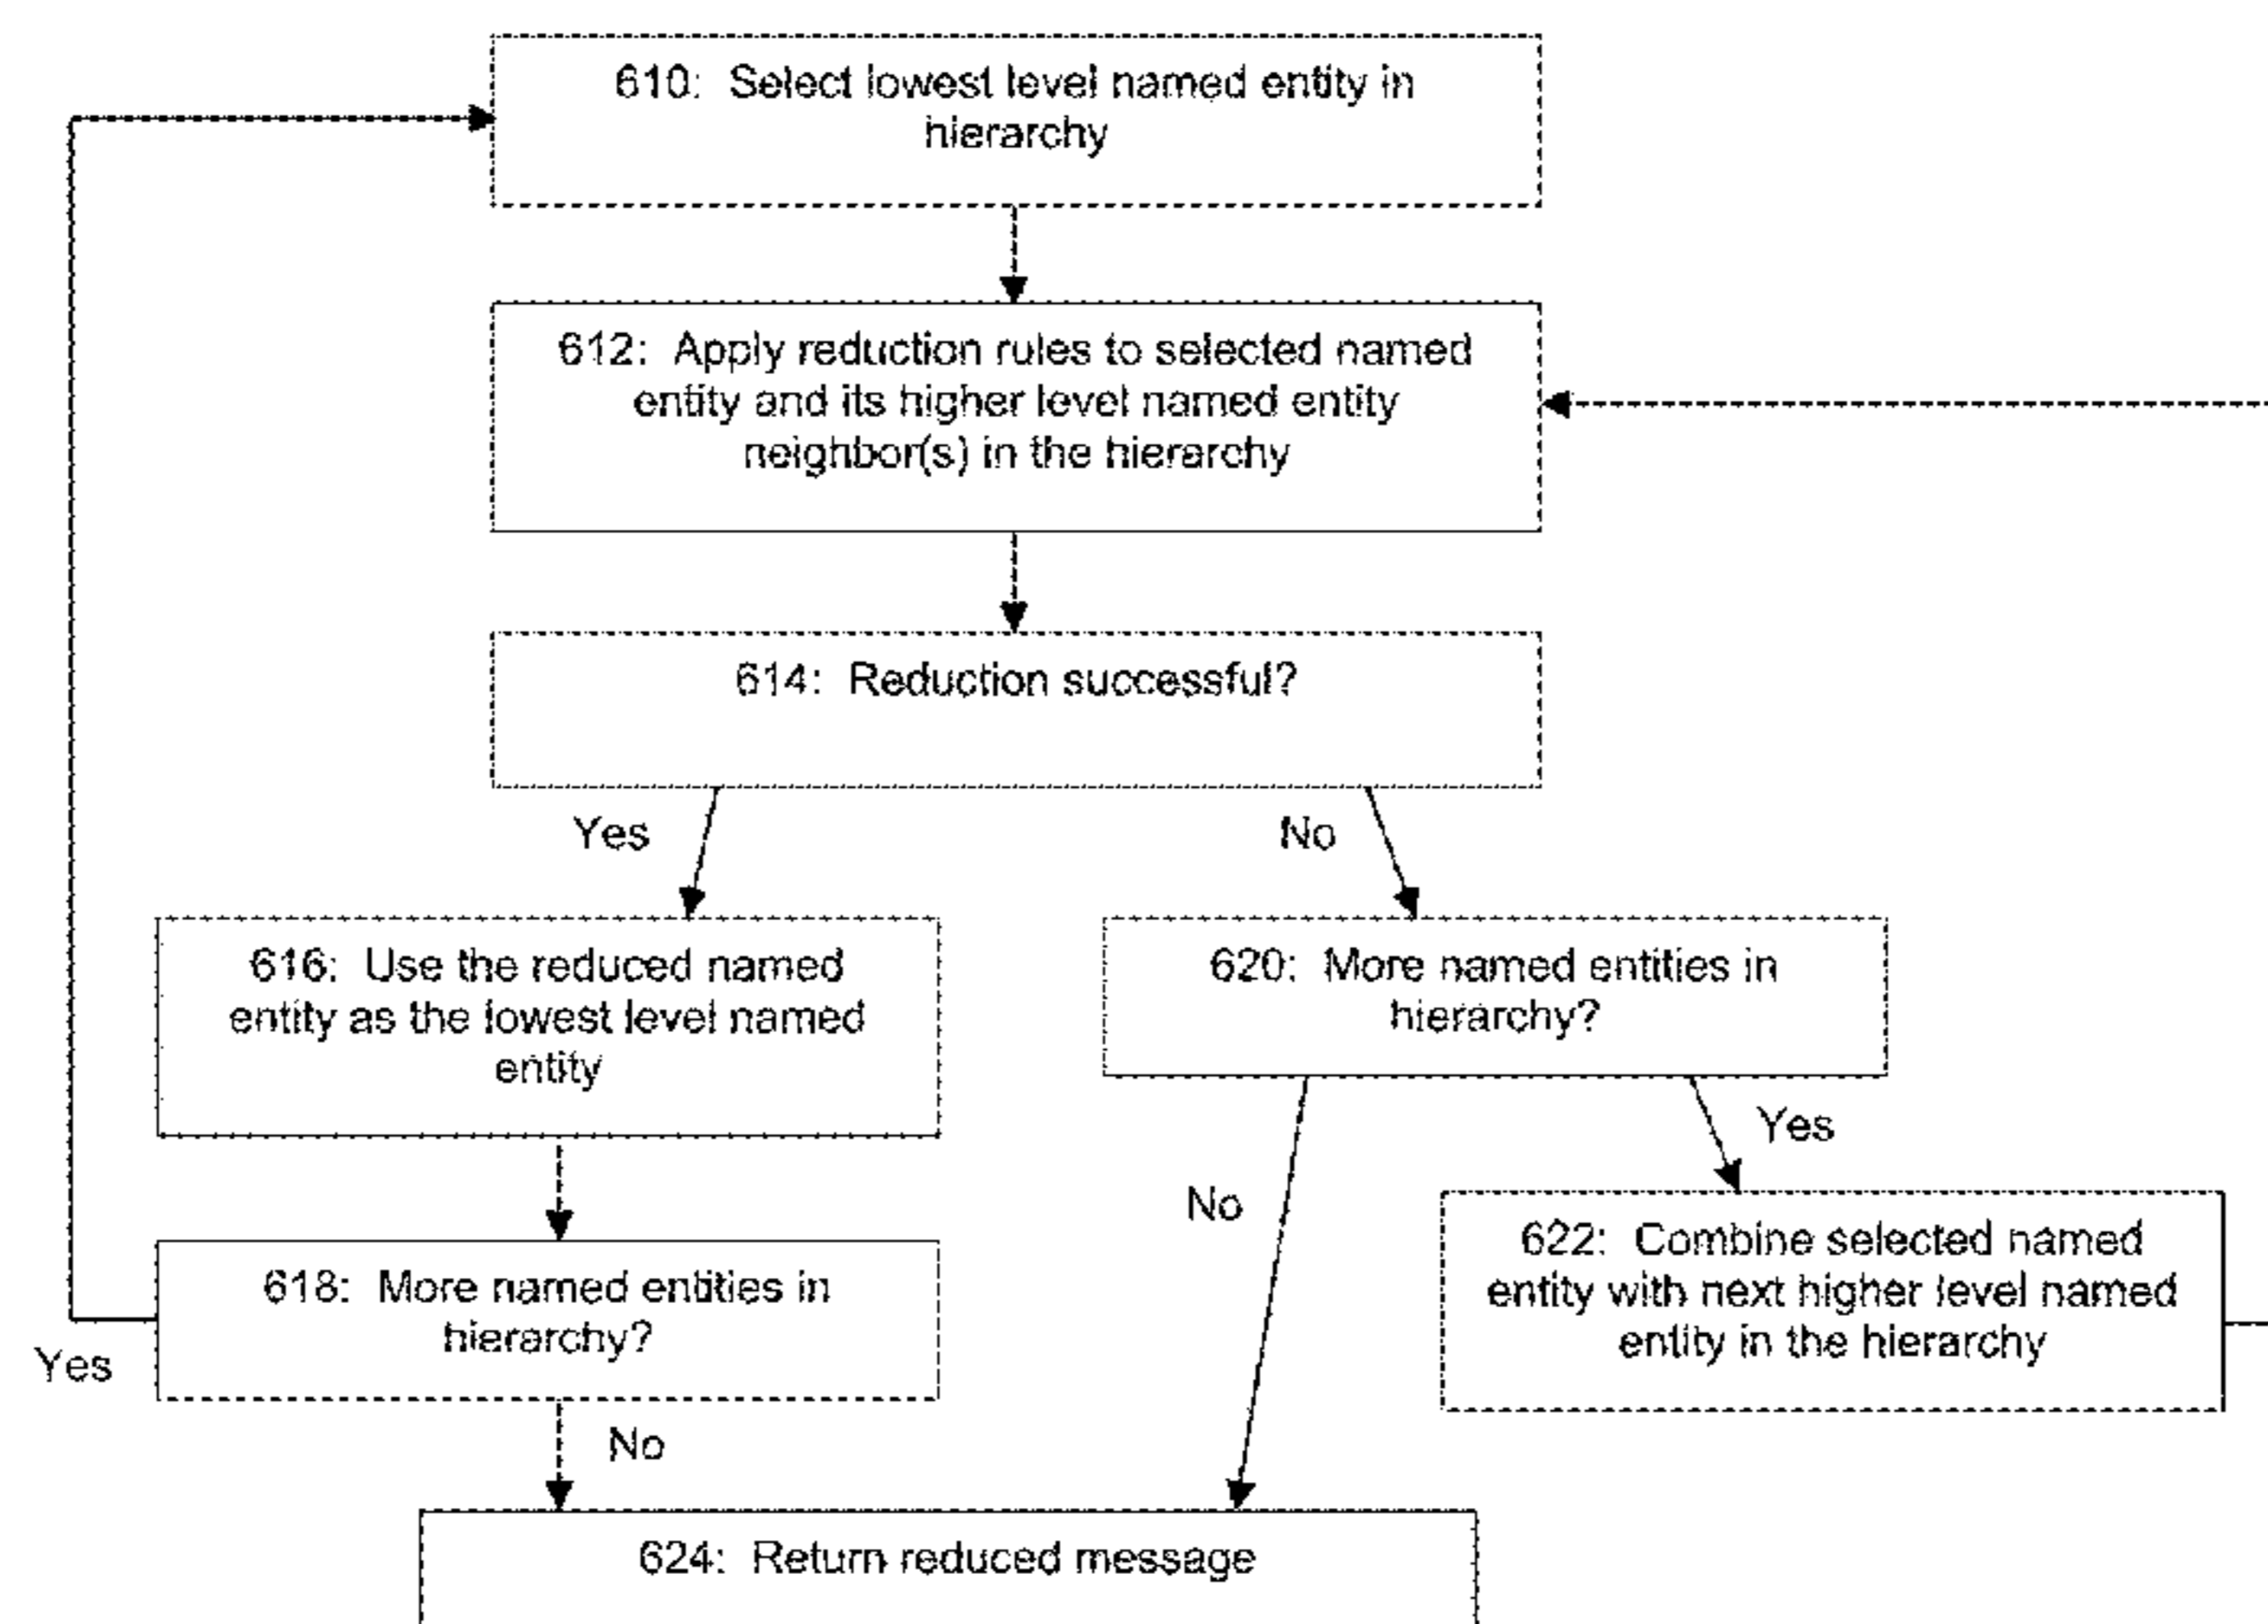 610: Select lowest level named entity in
hierarchy
612: Apply reduction rules to selected named
entity and its higher level named entity
neighbor(s) in the hierarchy
614: Reduction successful?
Yes
No
616: Use the reduced named
entity as the lowest level named
entity
620: More named entities in
hierarchy?
Yes
No
622: Combine selected named
entity with next higher level named
entity in the hierarchy
618: More named entities in
hierarchy?
Yes
No
624: Return reduced message